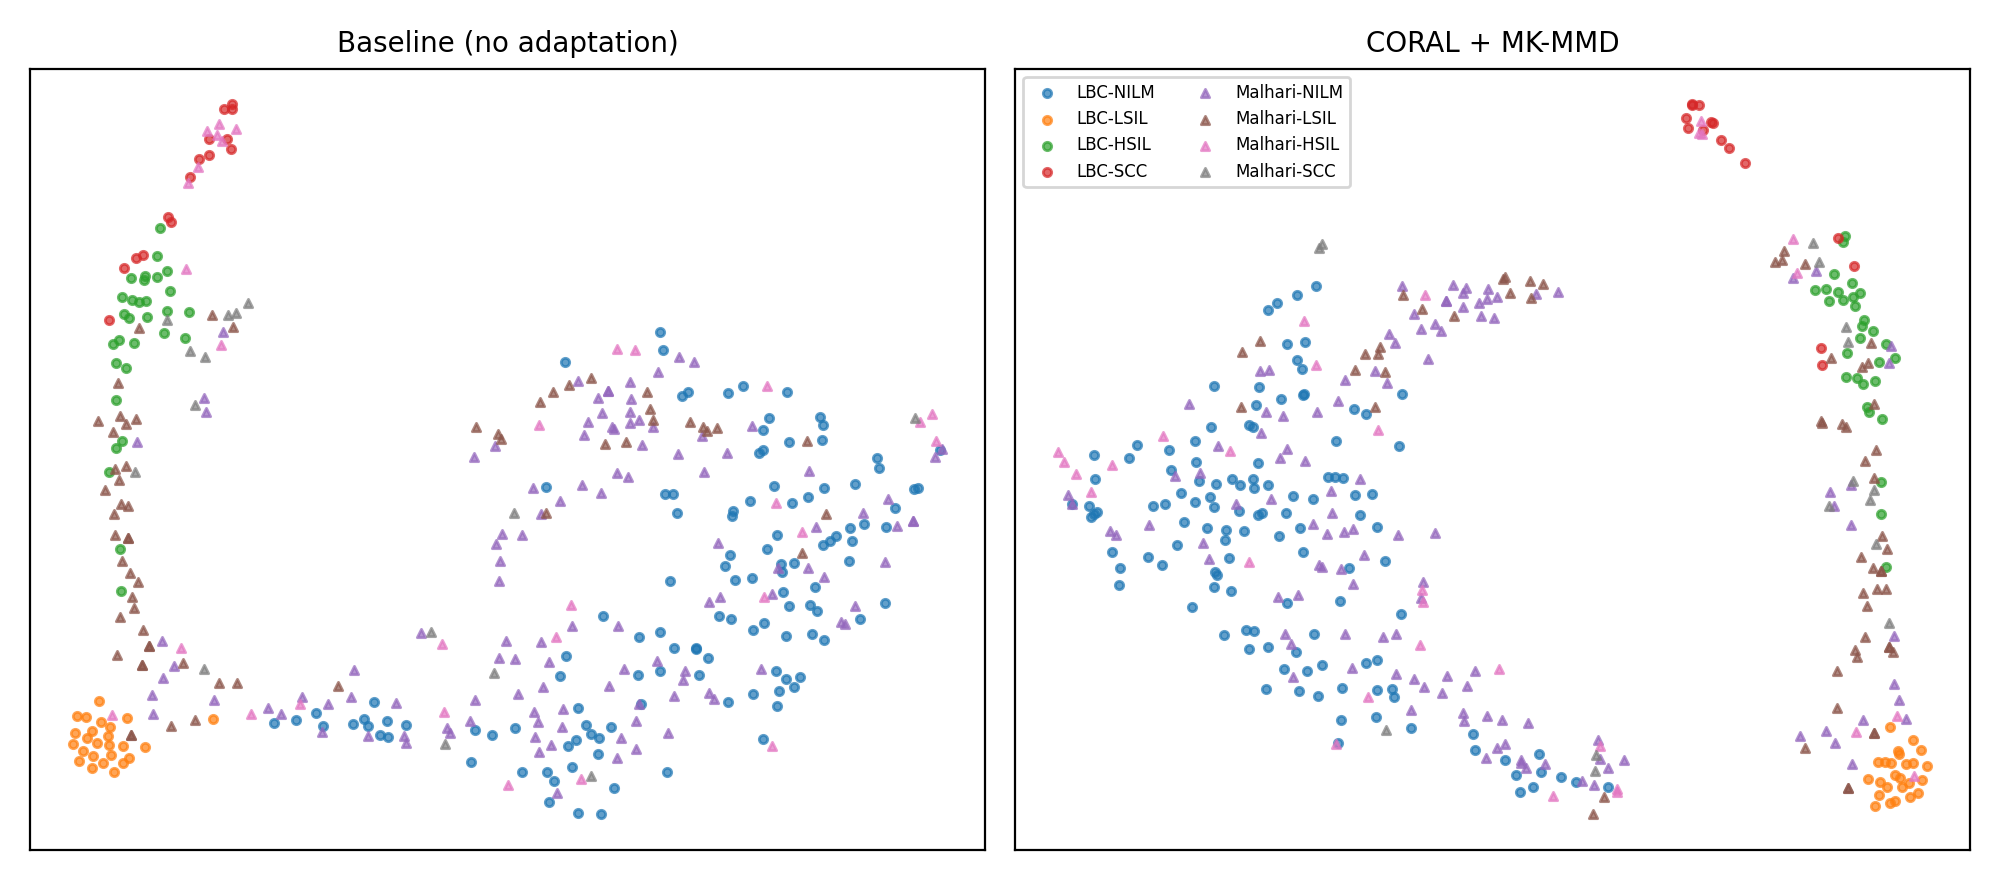 Baseline (no adaptation)
CORAL + MK-MMD
LBC-NILM
LBC-LSIL
LBC-HSIL
LBC-SCC
Malhari-NILM
Malhari-LSIL
Malhari-HSIL
Malhari-SCC